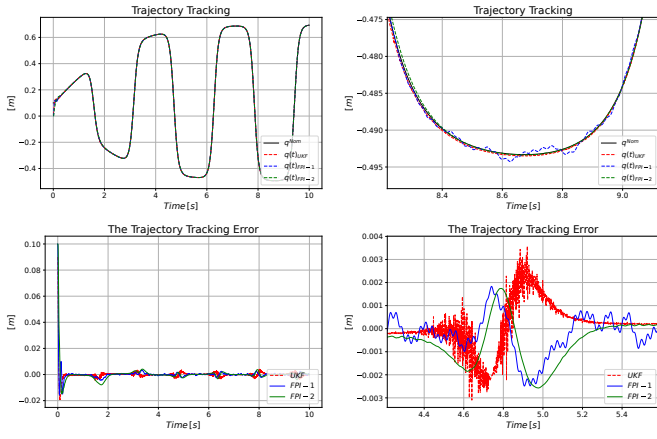 Trajectory Tracking
0.6
0.4
0.2
0.0
−0.2
−0.4
[m]
0 2 4 6 8 10
Time [s]
q^Nom
q(t)_UKF
q(t)_FPI−1
q(t)_FPI−2
Trajectory Tracking
−0.475
−0.480
−0.485
−0.490
−0.495
[m]
8.4 8.6 8.8 9.0
Time [s]
q^Nom
q(t)_UKF
q(t)_FPI−1
q(t)_FPI−2
The Trajectory Tracking Error
0.10
0.08
0.06
0.04
0.02
0.00
−0.02
[m]
0 2 4 6 8 10
Time [s]
UKF
FPI−1
FPI−2
The Trajectory Tracking Error
0.004
0.003
0.002
0.001
0.000
−0.001
−0.002
−0.003
[m]
4.4 4.6 4.8 5.0 5.2 5.4
Time [s]
UKF
FPI−1
FPI−2